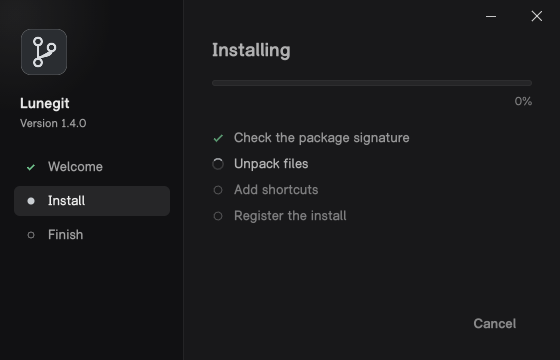 Lunegit
Version 1.4.0
Welcome
Install
Finish
Installing
0%
Check the package signature
Unpack files
Add shortcuts
Register the install
Cancel